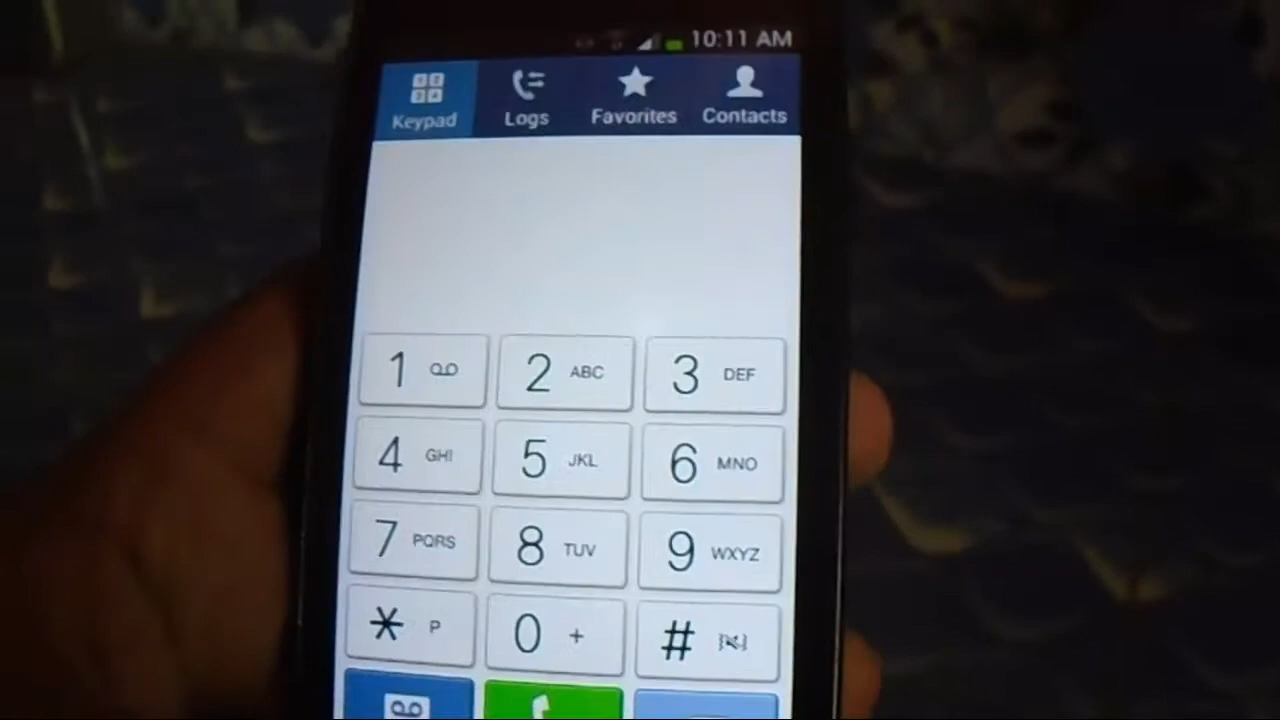 10:11 AM
Keypad Logs Favorites Contacts
1 2 ABC 3 DEF
4 GHI 5 JKL 6 MNO
7 PQRS 8 TUV 9 WXYZ
* P 0 + #